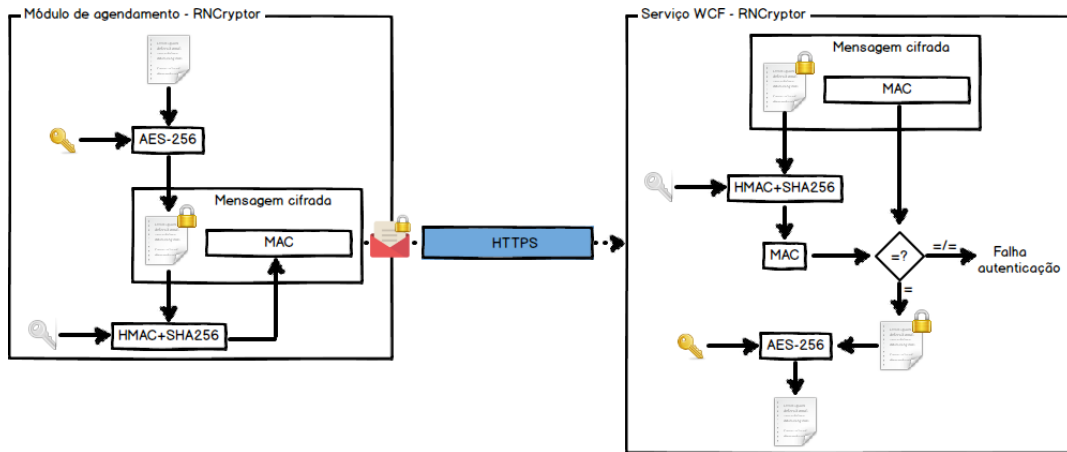 Módulo de agendamento - RNCryptor
AES-256
Mensagem cifrada
MAC
HMAC+SHA256
HTTPS
Serviço WCF - RNCryptor
Mensagem cifrada
MAC
HMAC+SHA256
MAC
=?
=/=
Falha
autenticação
=
AES-256